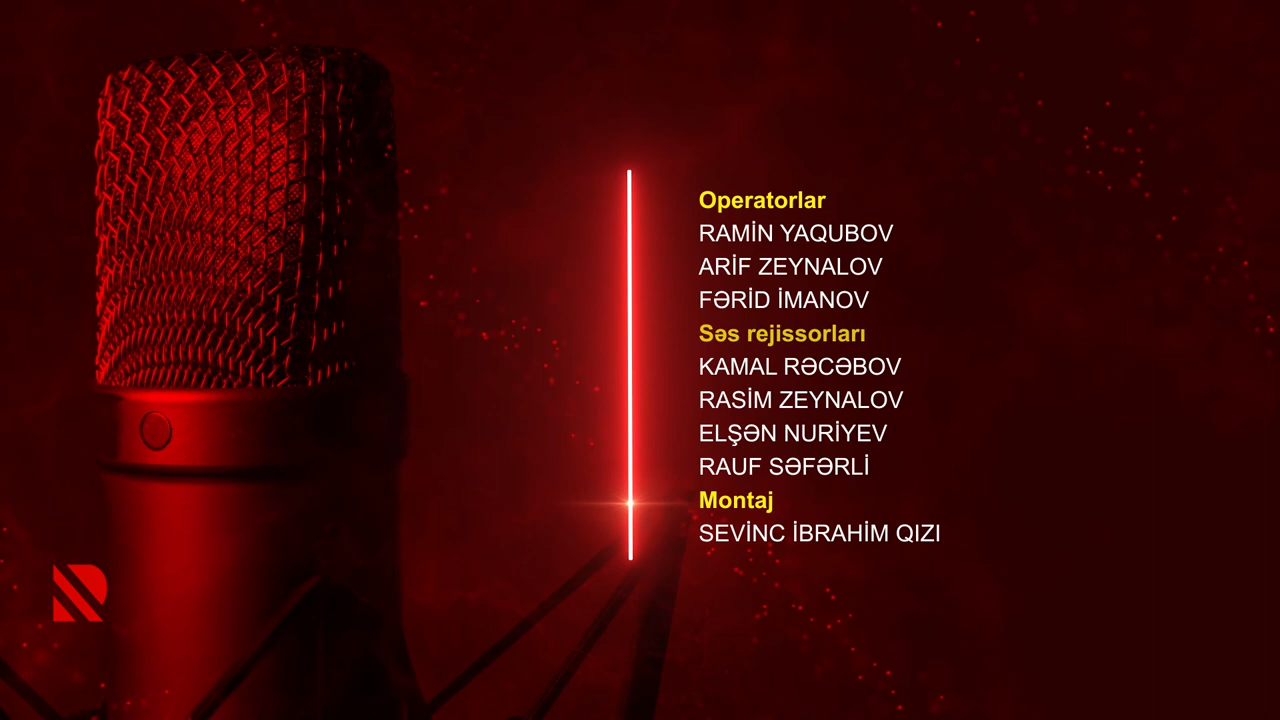 Operatorlar
RAMİN YAQUBOV
ARİF ZEYNALOV
FƏRİD İMANOV
Səs rejissorları
KAMAL RƏCƏBOV
RASİM ZEYNALOV
ELŞƏN NURİYEV
RAUF SƏFƏRLİ
Montaj
SEVİNC İBRAHİM QIZI